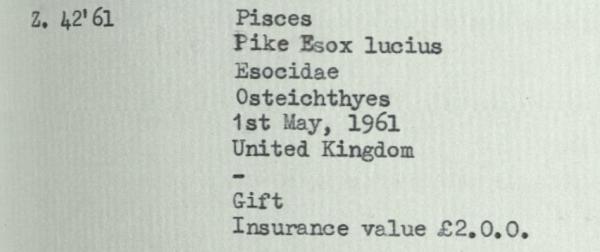 Z. 42'61 Pisces
Pike Esox lucius
Esocidae
Osteichthyes
1st May, 1961
United Kingdom
-
Gift
Insurance value £2.0.0.